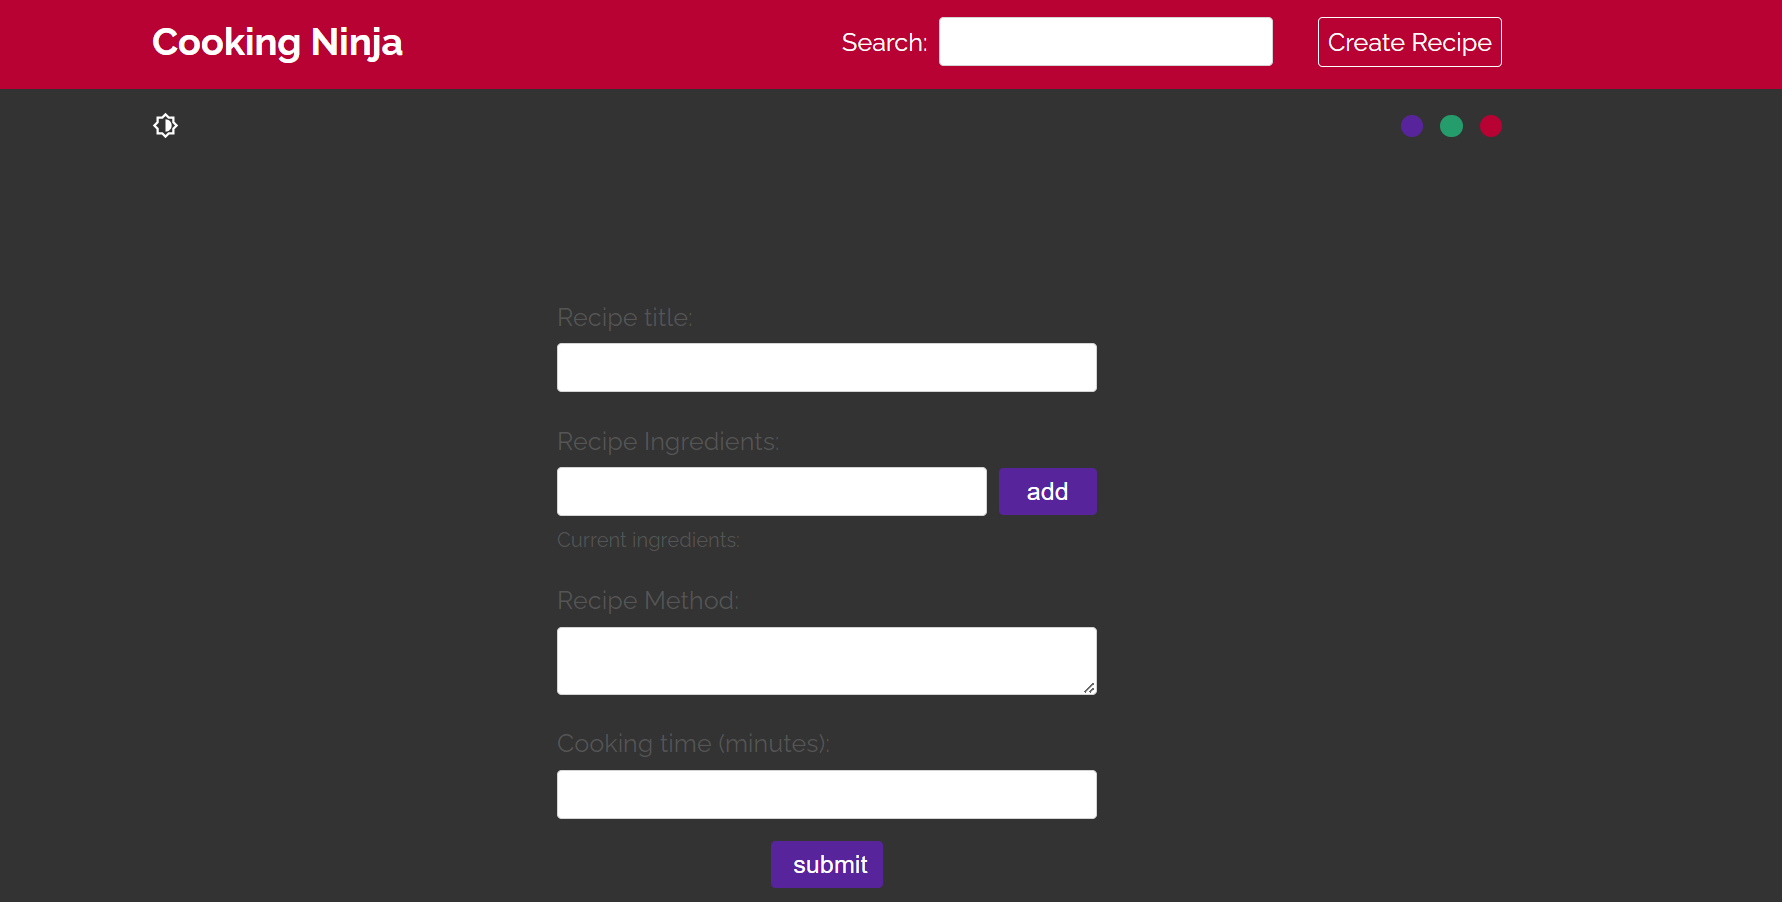 Cooking Ninja
Search:
Create Recipe
Recipe title:
Recipe Ingredients:
add
Current ingredients:
Recipe Method:
Cooking time (minutes):
submit